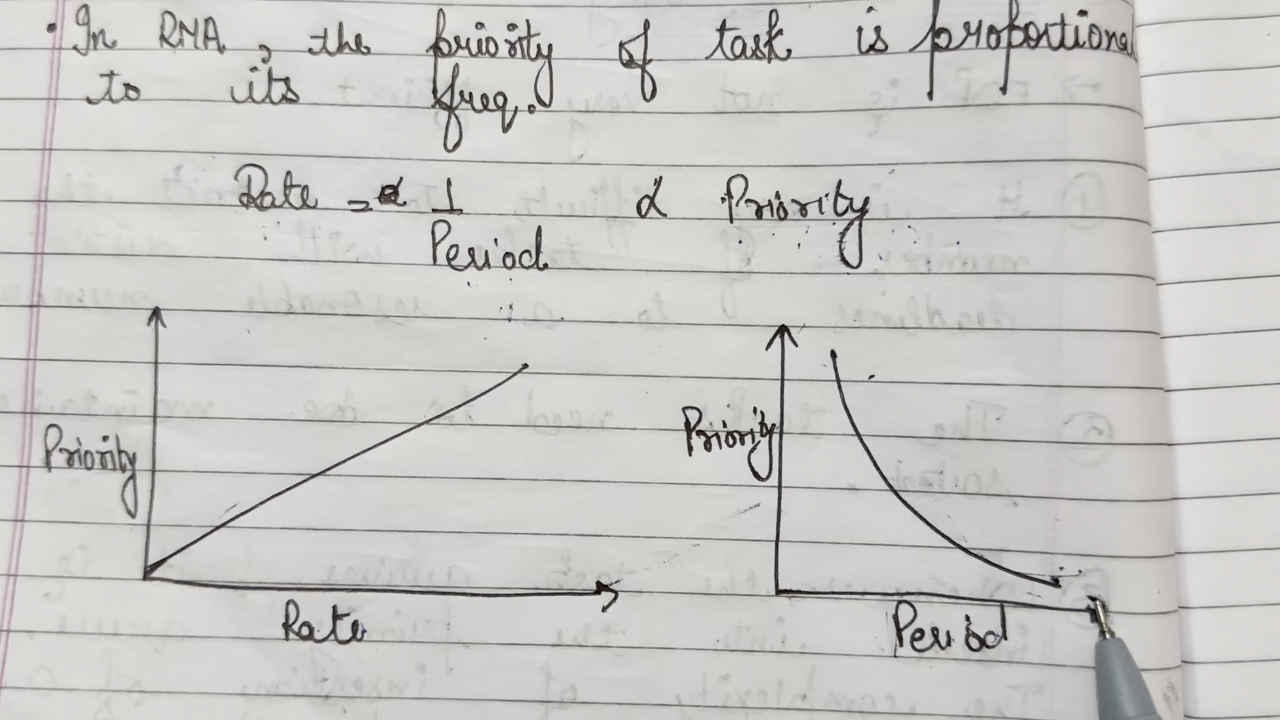 • In RMA, the priority of task is proportional
to its freq.
Rate = α 1 α Priority
Period
Priority
Rate
Priority
Period